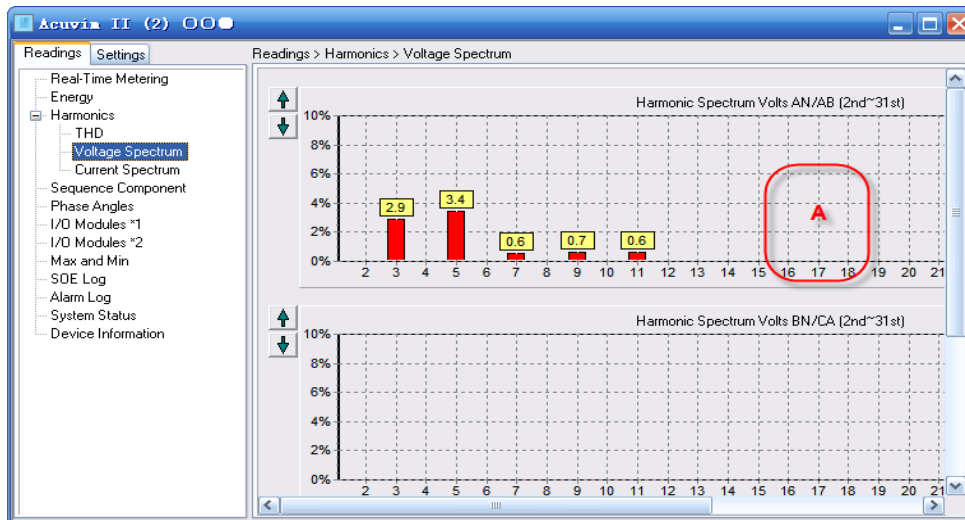 Acuvim II (2)
Readings
Settings
Readings > Harmonics > Voltage Spectrum
Real-Time Metering
Energy
Harmonics
THD
Voltage Spectrum
Current Spectrum
Sequence Component
Phase Angles
I/O Modules *1
I/O Modules *2
Max and Min
SOE Log
Alarm Log
System Status
Device Information
Harmonic Spectrum Volts AN/AB (2nd~31st)
10%
8%
6%
4%
2%
0%
2.9
3.4
0.6
0.7
0.6
A
2 3 4 5 6 7 8 9 10 11 12 13 14 15 16 17 18 19 20 21
Harmonic Spectrum Volts BN/CA (2nd~31st)
10%
8%
6%
4%
2%
0%
2 3 4 5 6 7 8 9 10 11 12 13 14 15 16 17 18 19 20 21